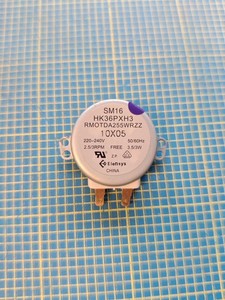 SM16
HK36PXH3
RMOTDA255WRZZ
10X05
220-240V 50/60Hz
2.5/3RPM FREE 3.5/3W
CHINA